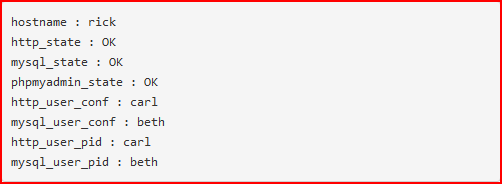 hostname : rick
http_state : OK
mysql_state : OK
phpmyadmin_state : OK
http_user_conf : carl
mysql_user_conf : beth
http_user_pid : carl
mysql_user_pid : beth